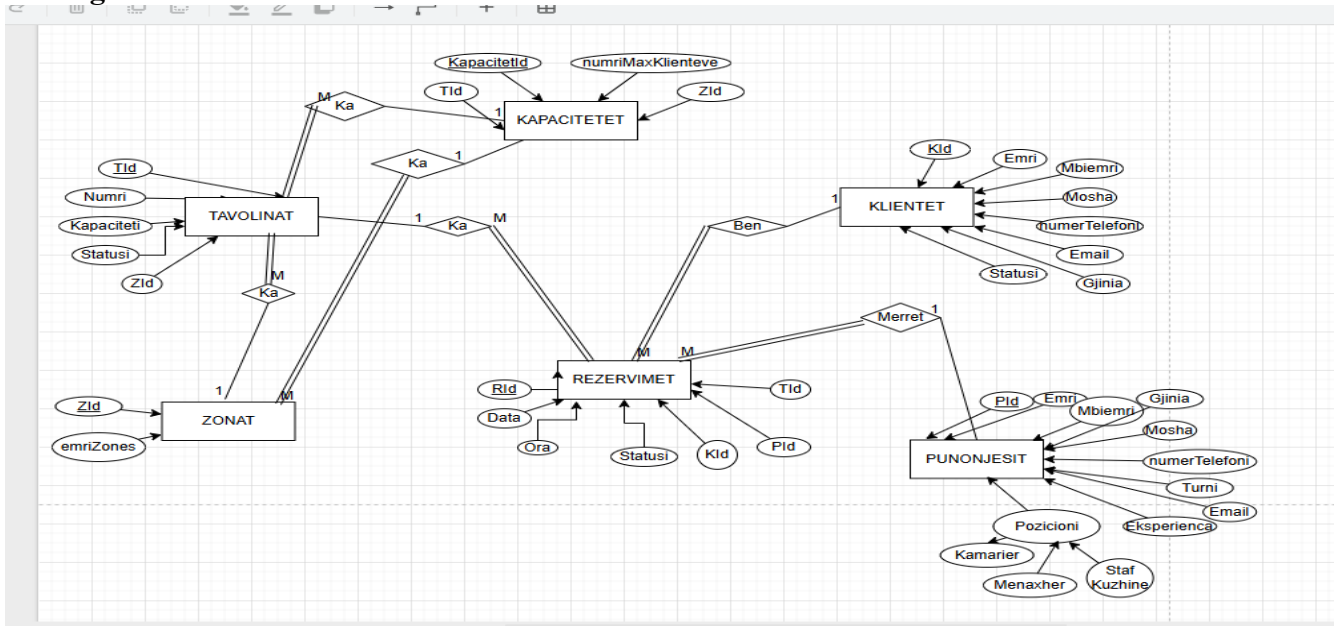 KapacitetId
numriMaxKlienteve
TId
ZId
M
Ka
1
KAPACITETET
Ka
1
KId
Emri
Mbiemri
Mosha
numerTelefoni
Email
Gjinia
Statusi
1
KLIENTET
TId
Numri
Kapaciteti
Statusi
ZId
TAVOLINAT
1
Ka
M
Ben
M
Ka
Merret
1
1
M
M
M
ZId
emriZones
ZONAT
REZERVIMET
RId
Data
Ora
Statusi
KId
PId
TId
PId
Emri
Mbiemri
Gjinia
Mosha
numerTelefoni
Turni
Email
Eksperienca
PUNONJESIT
Pozicioni
Kamarier
Menaxher
Staf
Kuzhine